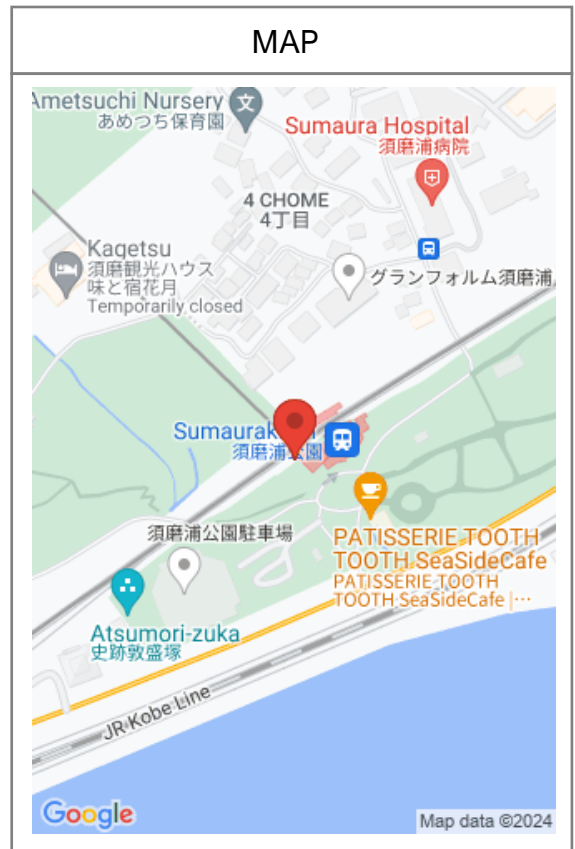 MAP
Ametsuchi Nursery
あめつち保育園
Sumaura Hospital
須磨浦病院
4 CHOME
4丁目
Kagetsu
須磨観光ハウス
味と宿花月
Temporarily closed
グランフォルム須磨浦
須磨浦公園
須磨浦公園駐車場
PATISSERIE TOOTH
TOOTH SeaSideCafe
PATISSERIE TOOTH
TOOTH SeaSideCafe |…
Atsumori-zuka
史跡敦盛塚
JR Kobe Line
Google
Map data ©2024